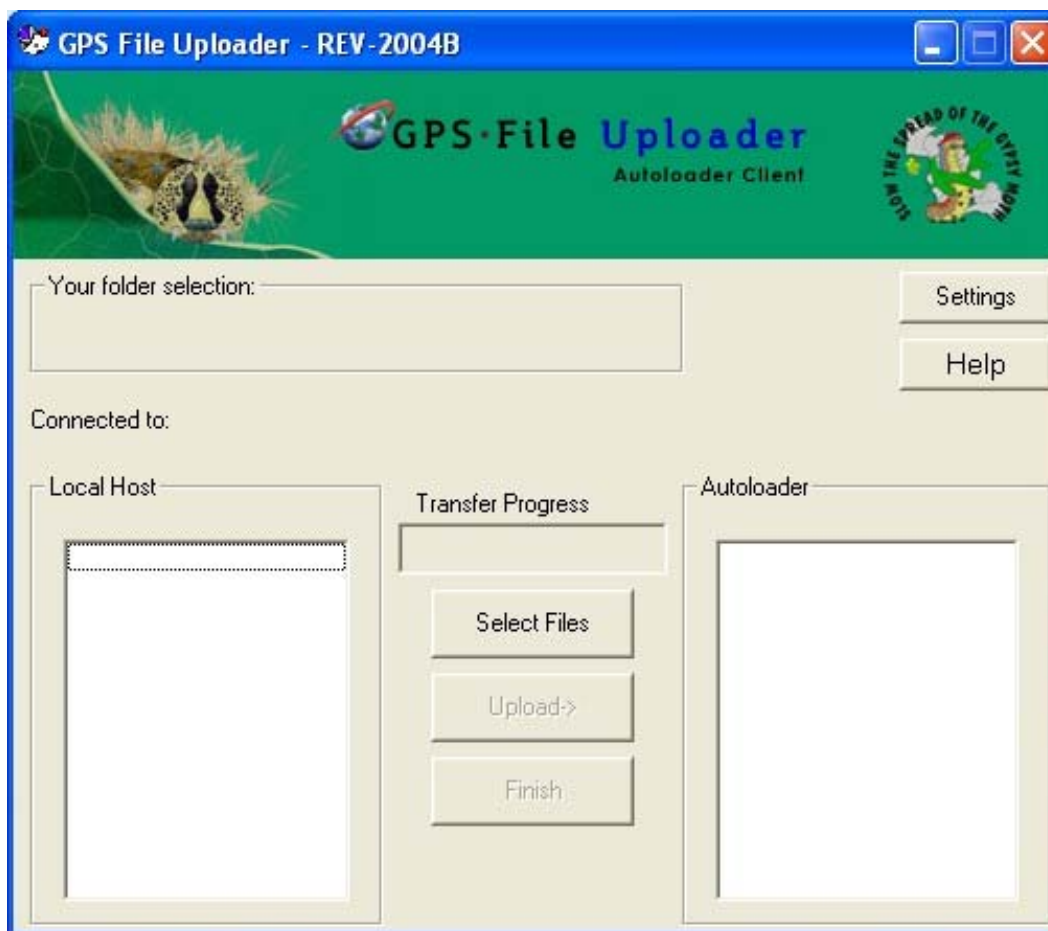 GPS File Uploader - REV-2004B
GPS·File Uploader
Autoloader Client
SLOW THE SPREAD OF THE GYPSY MOTH
Your folder selection:
Settings
Help
Connected to:
Local Host
Transfer Progress
Autoloader
Select Files
Upload->
Finish